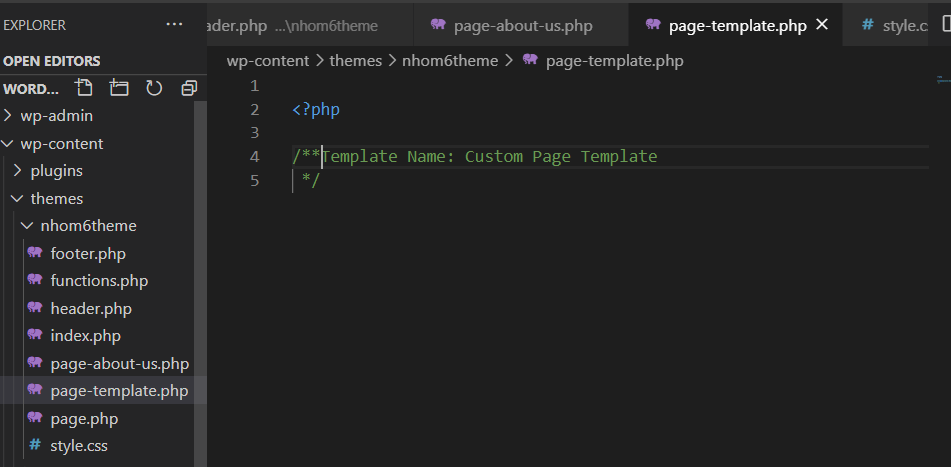 EXPLORER
OPEN EDITORS
WORD...
wp-admin
wp-content
plugins
themes
nhom6theme
footer.php
functions.php
header.php
index.php
page-about-us.php
page-template.php
page.php
# style.css
ader.php ...\nhom6theme
page-about-us.php
page-template.php
# style.c
wp-content > themes > nhom6theme > page-template.php
1
2 <?php
3
4 /**Template Name: Custom Page Template
5 */